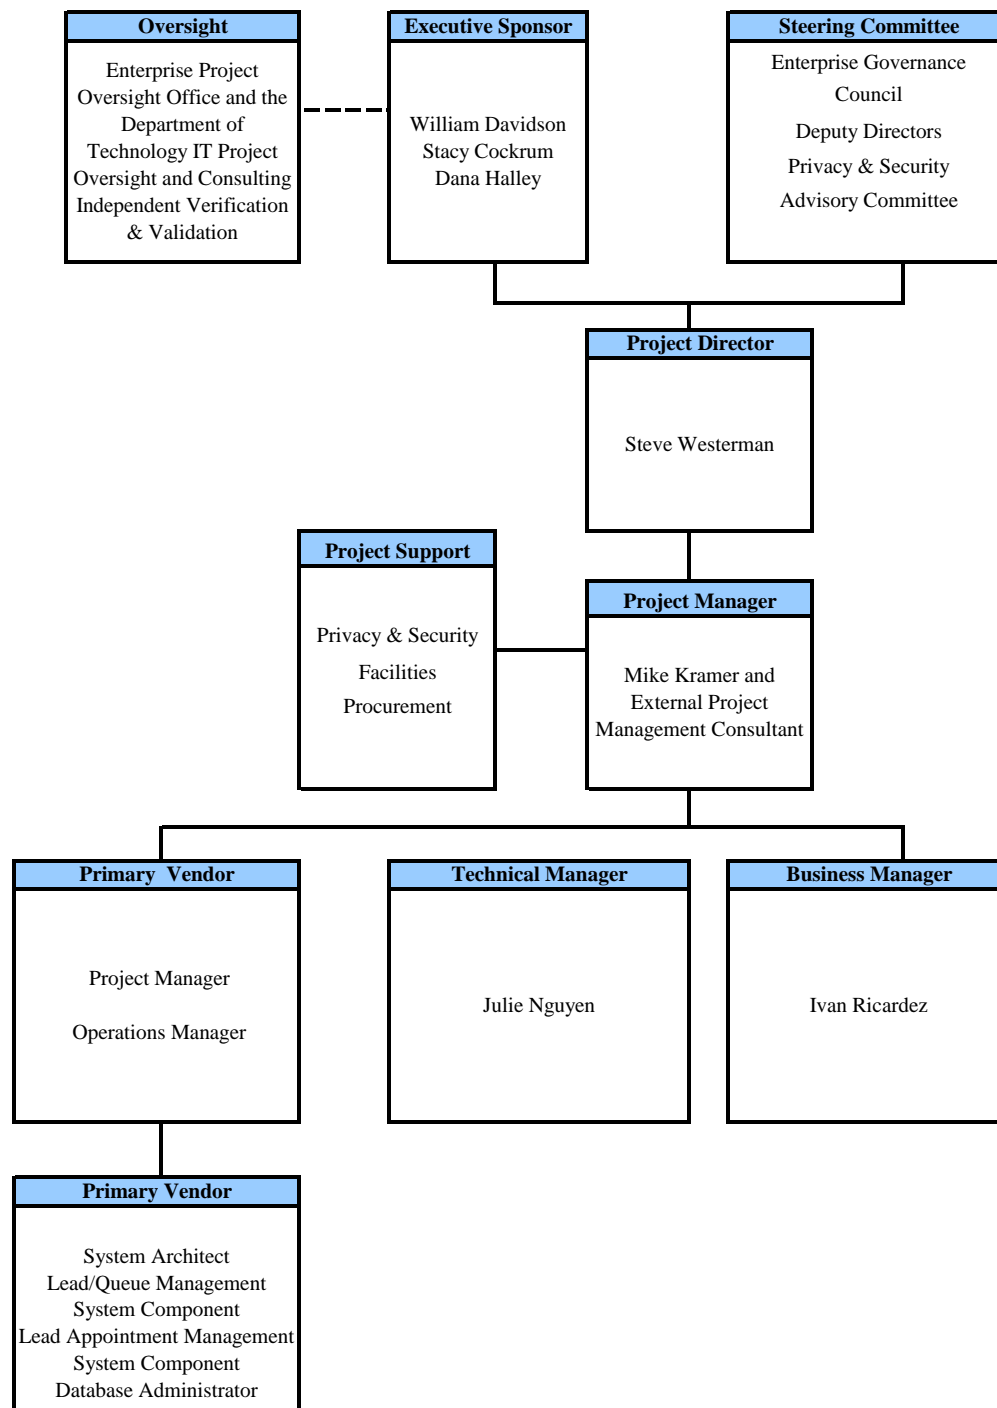 Oversight
Enterprise Project
Oversight Office and the
Department of
Technology IT Project
Oversight and Consulting
Independent Verification
& Validation
Executive Sponsor
William Davidson
Stacy Cockrum
Dana Halley
Steering Committee
Enterprise Governance
Council
Deputy Directors
Privacy & Security
Advisory Committee
Project Director
Steve Westerman
Project Support
Privacy & Security
Facilities
Procurement
Project Manager
Mike Kramer and
External Project
Management Consultant
Primary Vendor
Project Manager
Operations Manager
Technical Manager
Julie Nguyen
Business Manager
Ivan Ricardez
Primary Vendor
System Architect
Lead/Queue Management
System Component
Lead Appointment Management
System Component
Database Administrator